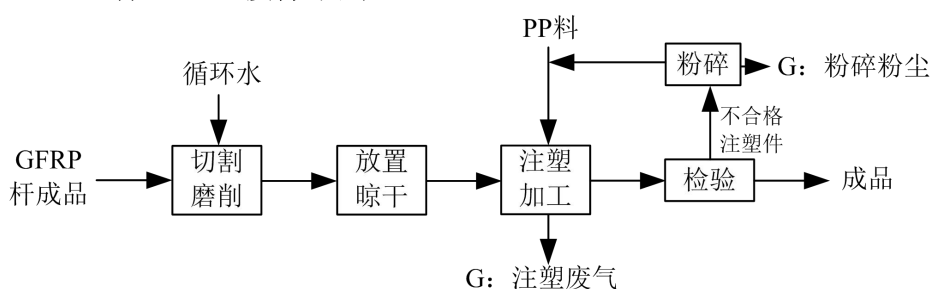 PP料
粉碎
G：粉碎粉尘
循环水
不合格
注塑件
GFRP
杆成品
切割
磨削
放置
晾干
注塑
加工
检验
成品
G：注塑废气